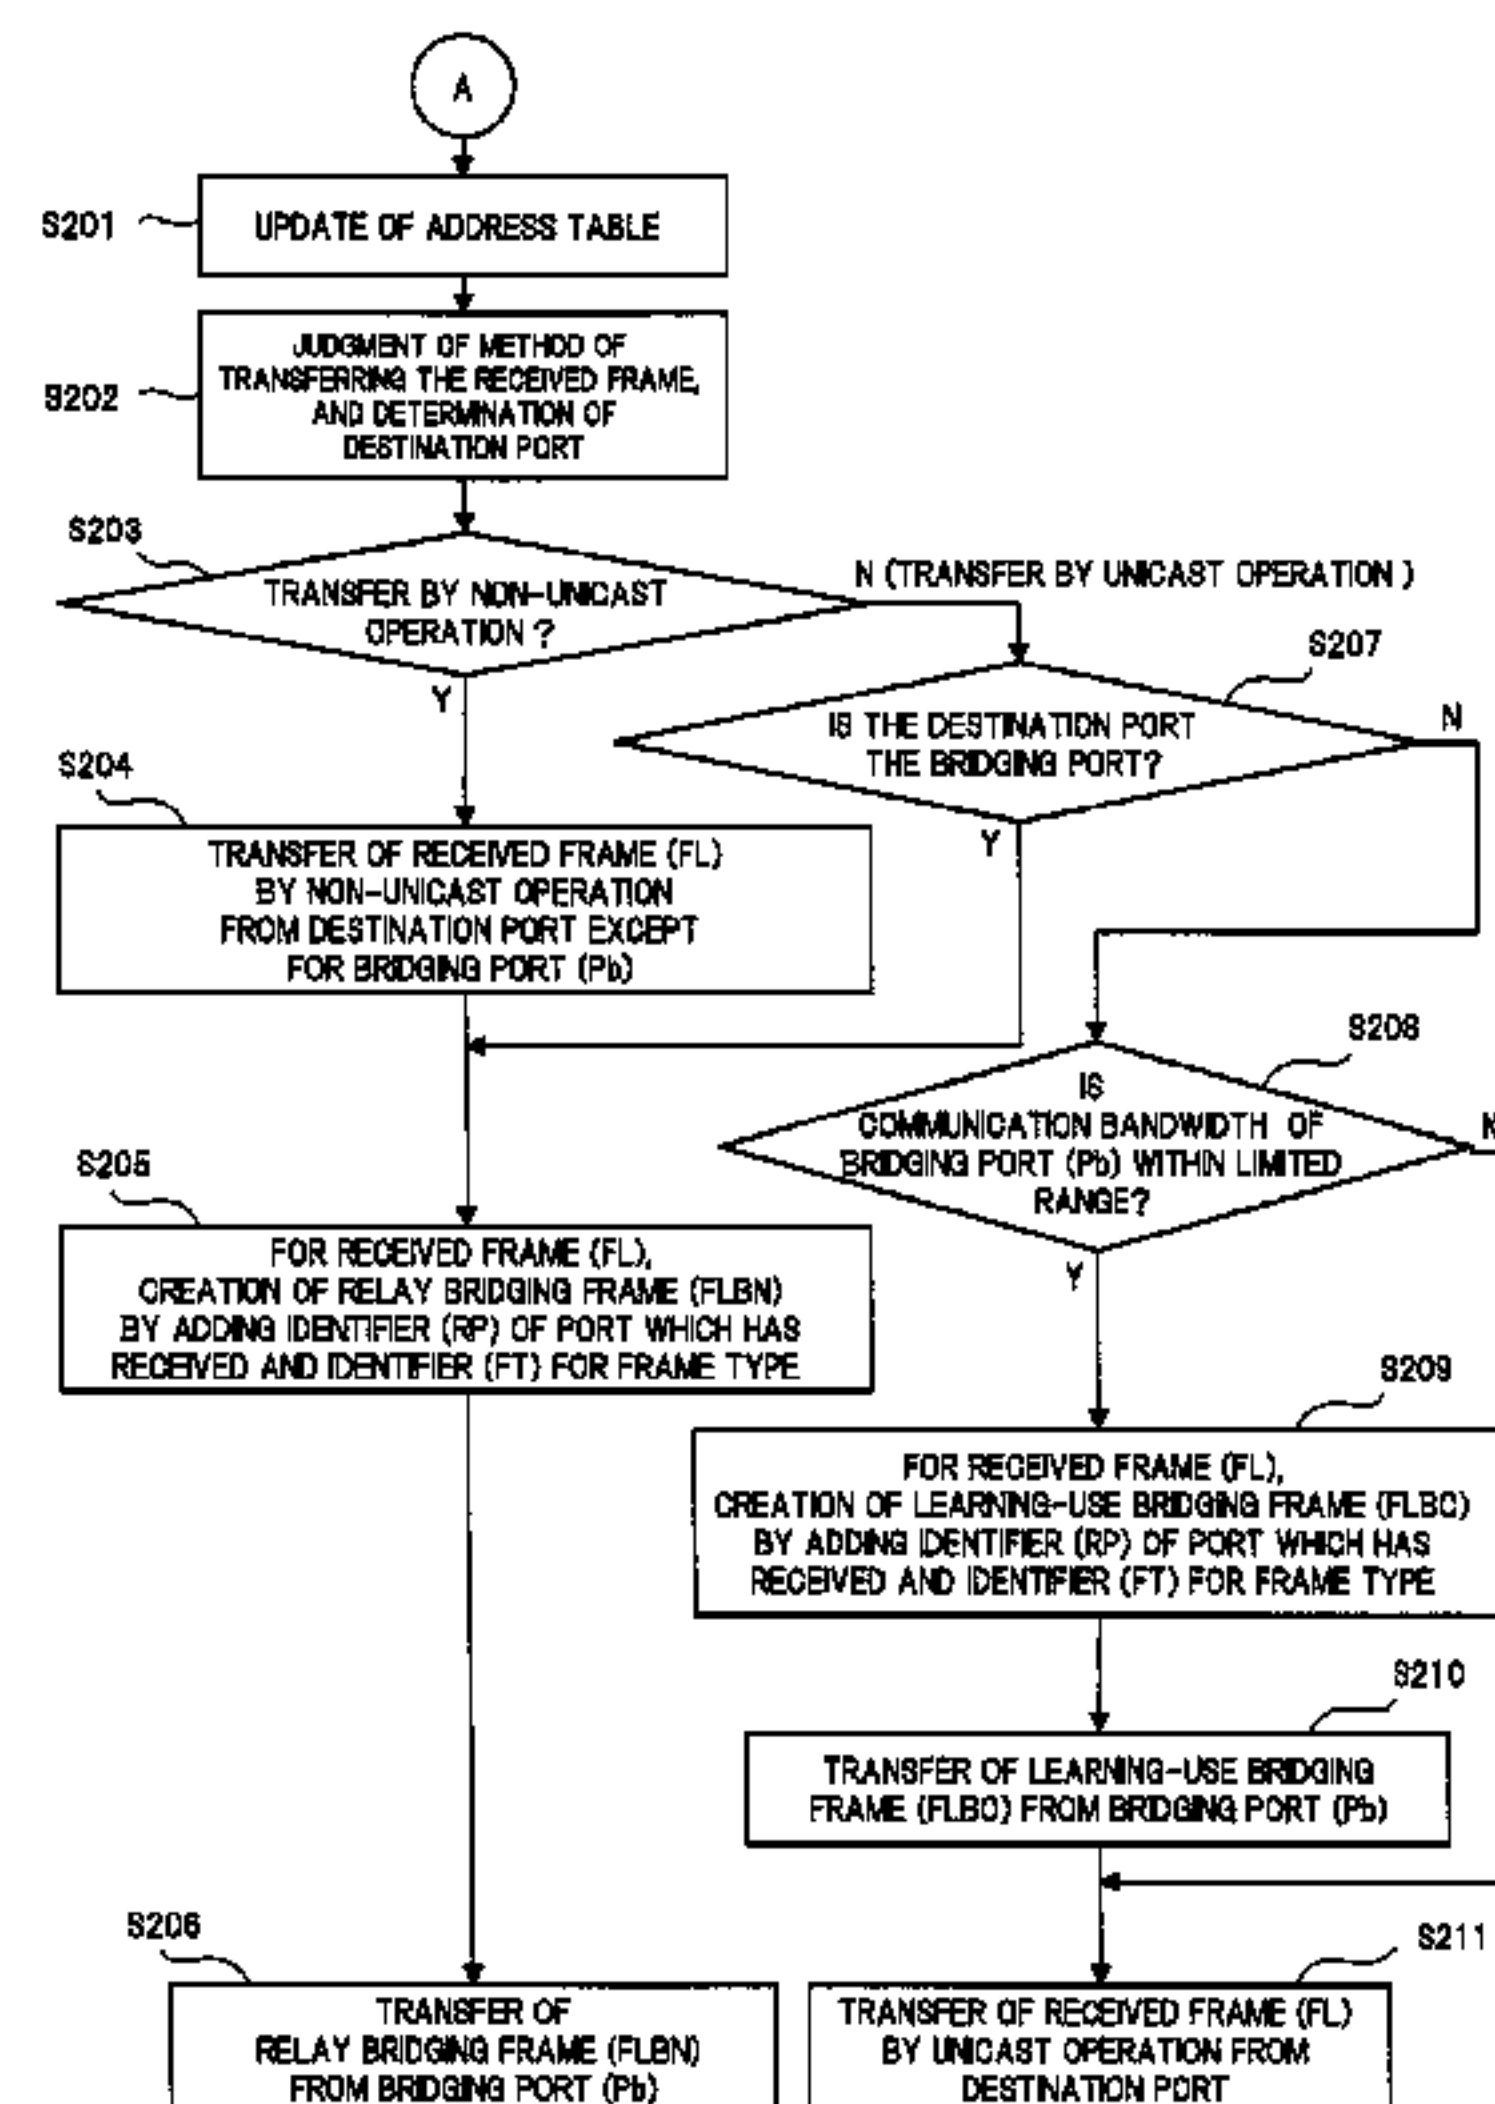 A
S201
UPDATE OF ADDRESS TABLE
S202
JUDGMENT OF METHOD OF
TRANSFERRING THE RECEIVED FRAME,
AND DETERMINATION OF
DESTINATION PORT
S203
TRANSFER BY NON-UNICAST
OPERATION ?
N (TRANSFER BY UNICAST OPERATION )
Y
S207
IS THE DESTINATION PORT
THE BRIDGING PORT?
N
Y
S204
TRANSFER OF RECEIVED FRAME (FL)
BY NON-UNICAST OPERATION
FROM DESTINATION PORT EXCEPT
FOR BRIDGING PORT (Pb)
S208
IS
COMMUNICATION BANDWIDTH OF
BRIDGING PORT (Pb) WITHIN LIMITED
RANGE?
N
Y
S205
FOR RECEIVED FRAME (FL),
CREATION OF RELAY BRIDGING FRAME (FLBN)
BY ADDING IDENTIFIER (RP) OF PORT WHICH HAS
RECEIVED AND IDENTIFIER (FT) FOR FRAME TYPE
S209
FOR RECEIVED FRAME (FL),
CREATION OF LEARNING-USE BRIDGING FRAME (FLBC)
BY ADDING IDENTIFIER (RP) OF PORT WHICH HAS
RECEIVED AND IDENTIFIER (FT) FOR FRAME TYPE
S210
TRANSFER OF LEARNING-USE BRIDGING
FRAME (FLBC) FROM BRIDGING PORT (Pb)
S206
TRANSFER OF
RELAY BRIDGING FRAME (FLBN)
FROM BRIDGING PORT (Pb)
S211
TRANSFER OF RECEIVED FRAME (FL)
BY UNICAST OPERATION FROM
DESTINATION PORT